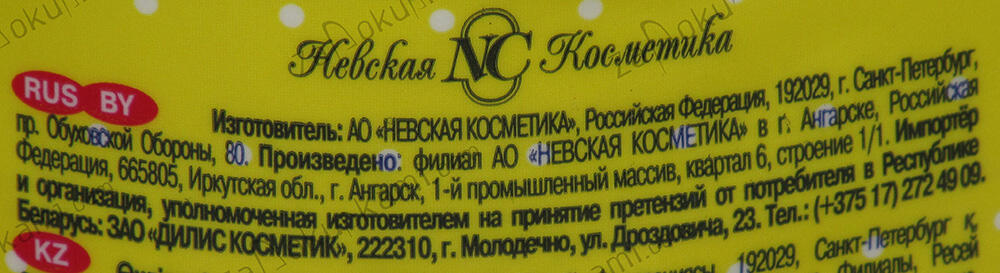 Невская NC Косметика
RUS BY
Изготовитель: АО «НЕВСКАЯ КОСМЕТИКА», Российская Федерация, 192029, г. Санкт-Петербург,
пр. Обуховской Обороны, 80. Произведено: филиал АО «НЕВСКАЯ КОСМЕТИКА» в г. Ангарске, Российская
Федерация, 665805, Иркутская обл., г. Ангарск, 1-й промышленный массив, квартал 6, строение 1/1. Импортёр
и организация, уполномоченная изготовителем на принятие претензий от потребителя в Республике
Беларусь: ЗАО «ДИЛИС КОСМЕТИК», 222310, г. Молодечно, ул. Дроздовича, 23. Тел.: (+375 17) 272 49 09.
KZ
192029, Санкт-Петербург қ.
Филиалы, Ресей